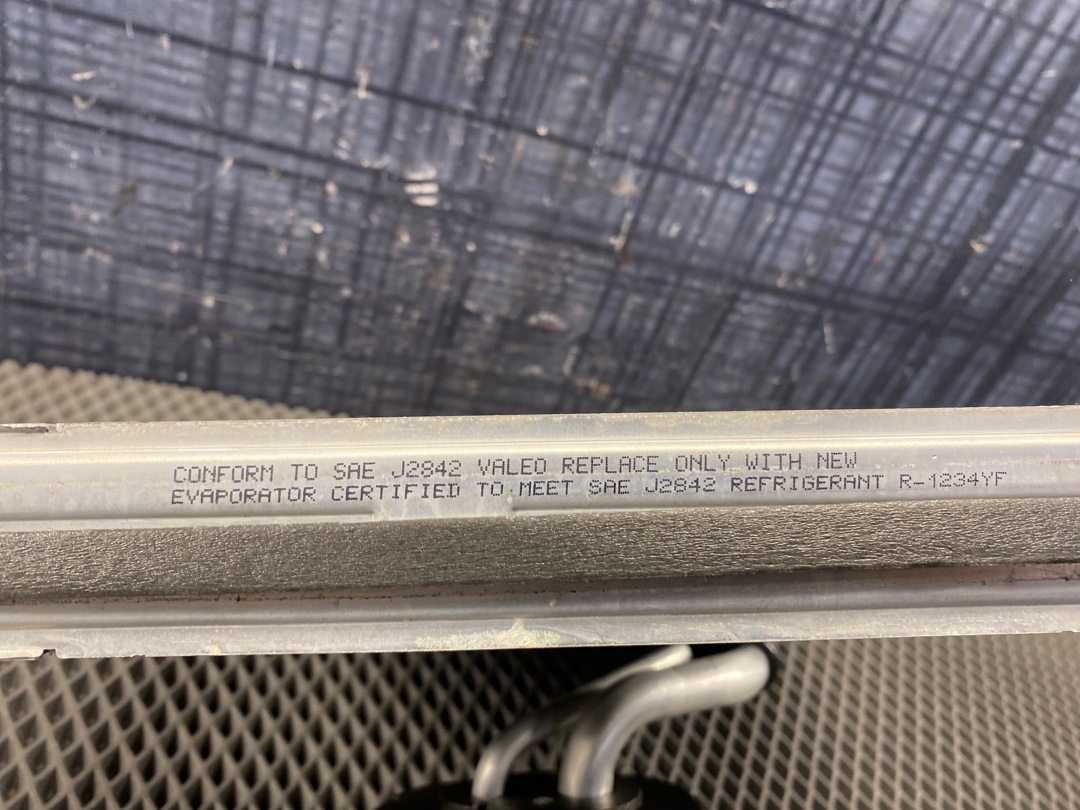 CONFORM TO SAE J2842 VALEO REPLACE ONLY WITH NEW
EVAPORATOR CERTIFIED TO MEET SAE J2842 REFRIGERANT R-1234YF